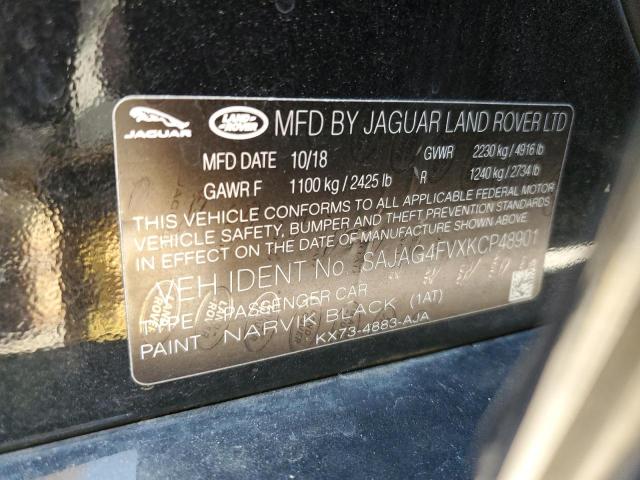 JAGUAR LAND ROVER MFD BY JAGUAR LAND ROVER LTD
MFD DATE 10/18 GVWR 2230 kg / 4916 lb
GAWR F 1100 kg / 2425 lb R 1240 kg / 2734 lb
THIS VEHICLE CONFORMS TO ALL APPLICABLE FEDERAL MOTOR
VEHICLE SAFETY, BUMPER AND THEFT PREVENTION STANDARDS
IN EFFECT ON THE DATE OF MANUFACTURE SHOWN ABOVE.
VEH IDENT No. SAJAG4FVXKCP48901
TYPE PASSENGER CAR
PAINT NARVIK BLACK (1AT)
KX73-4883-AJA